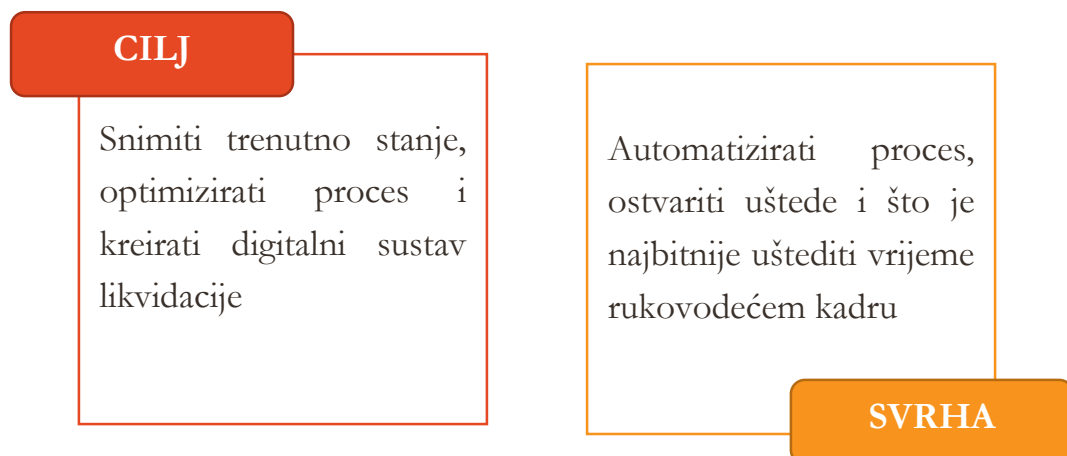 CILJ
Snimiti trenutno stanje,
optimizirati proces i
kreirati digitalni sustav
likvidacije
Automatizirati proces,
ostvariti uštede i što je
najbitnije uštediti vrijeme
rukovodećem kadru
SVRHA